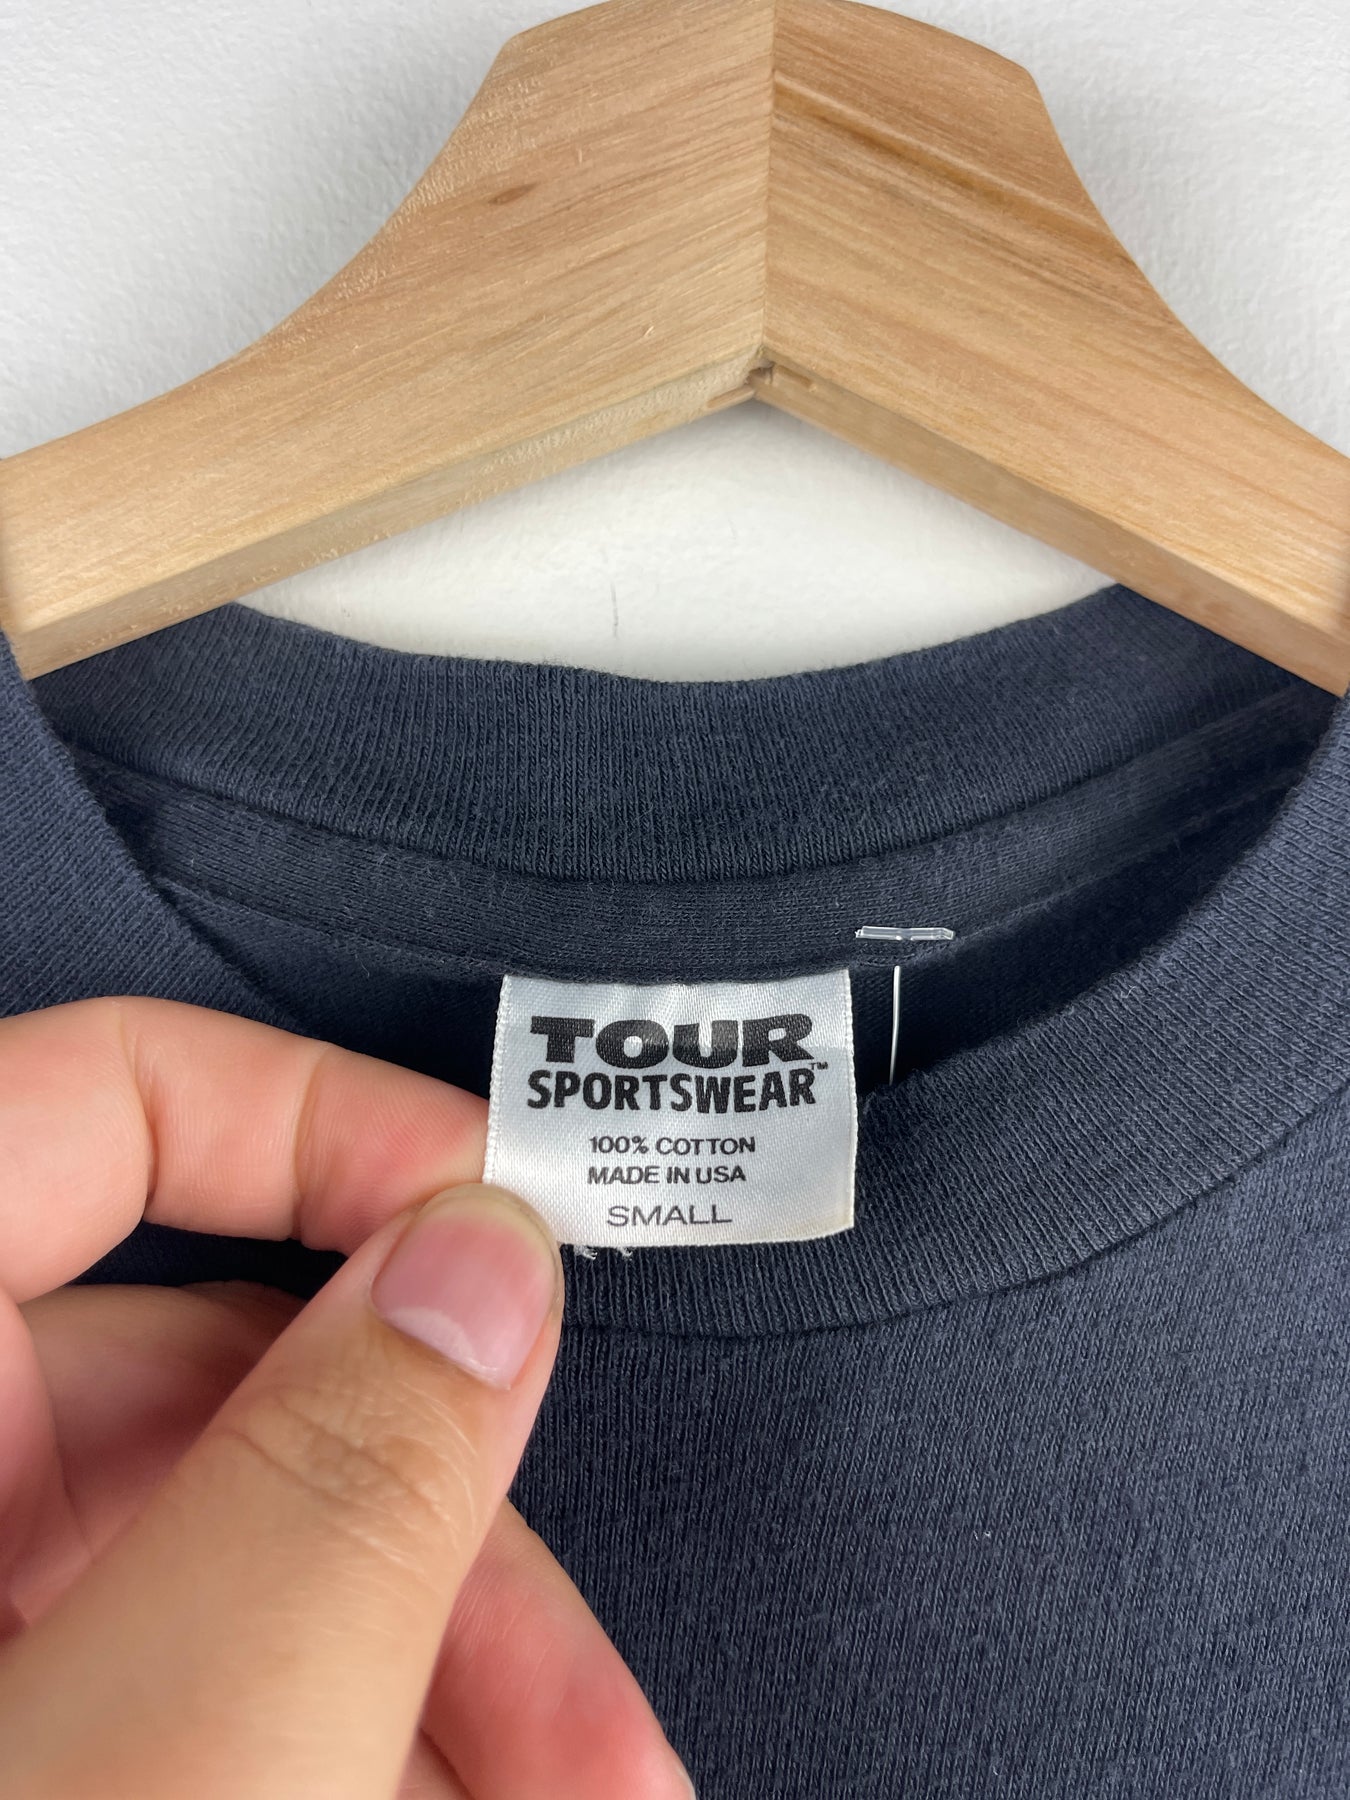 TOUR
SPORTSWEAR™
100% COTTON
MADE IN USA
SMALL